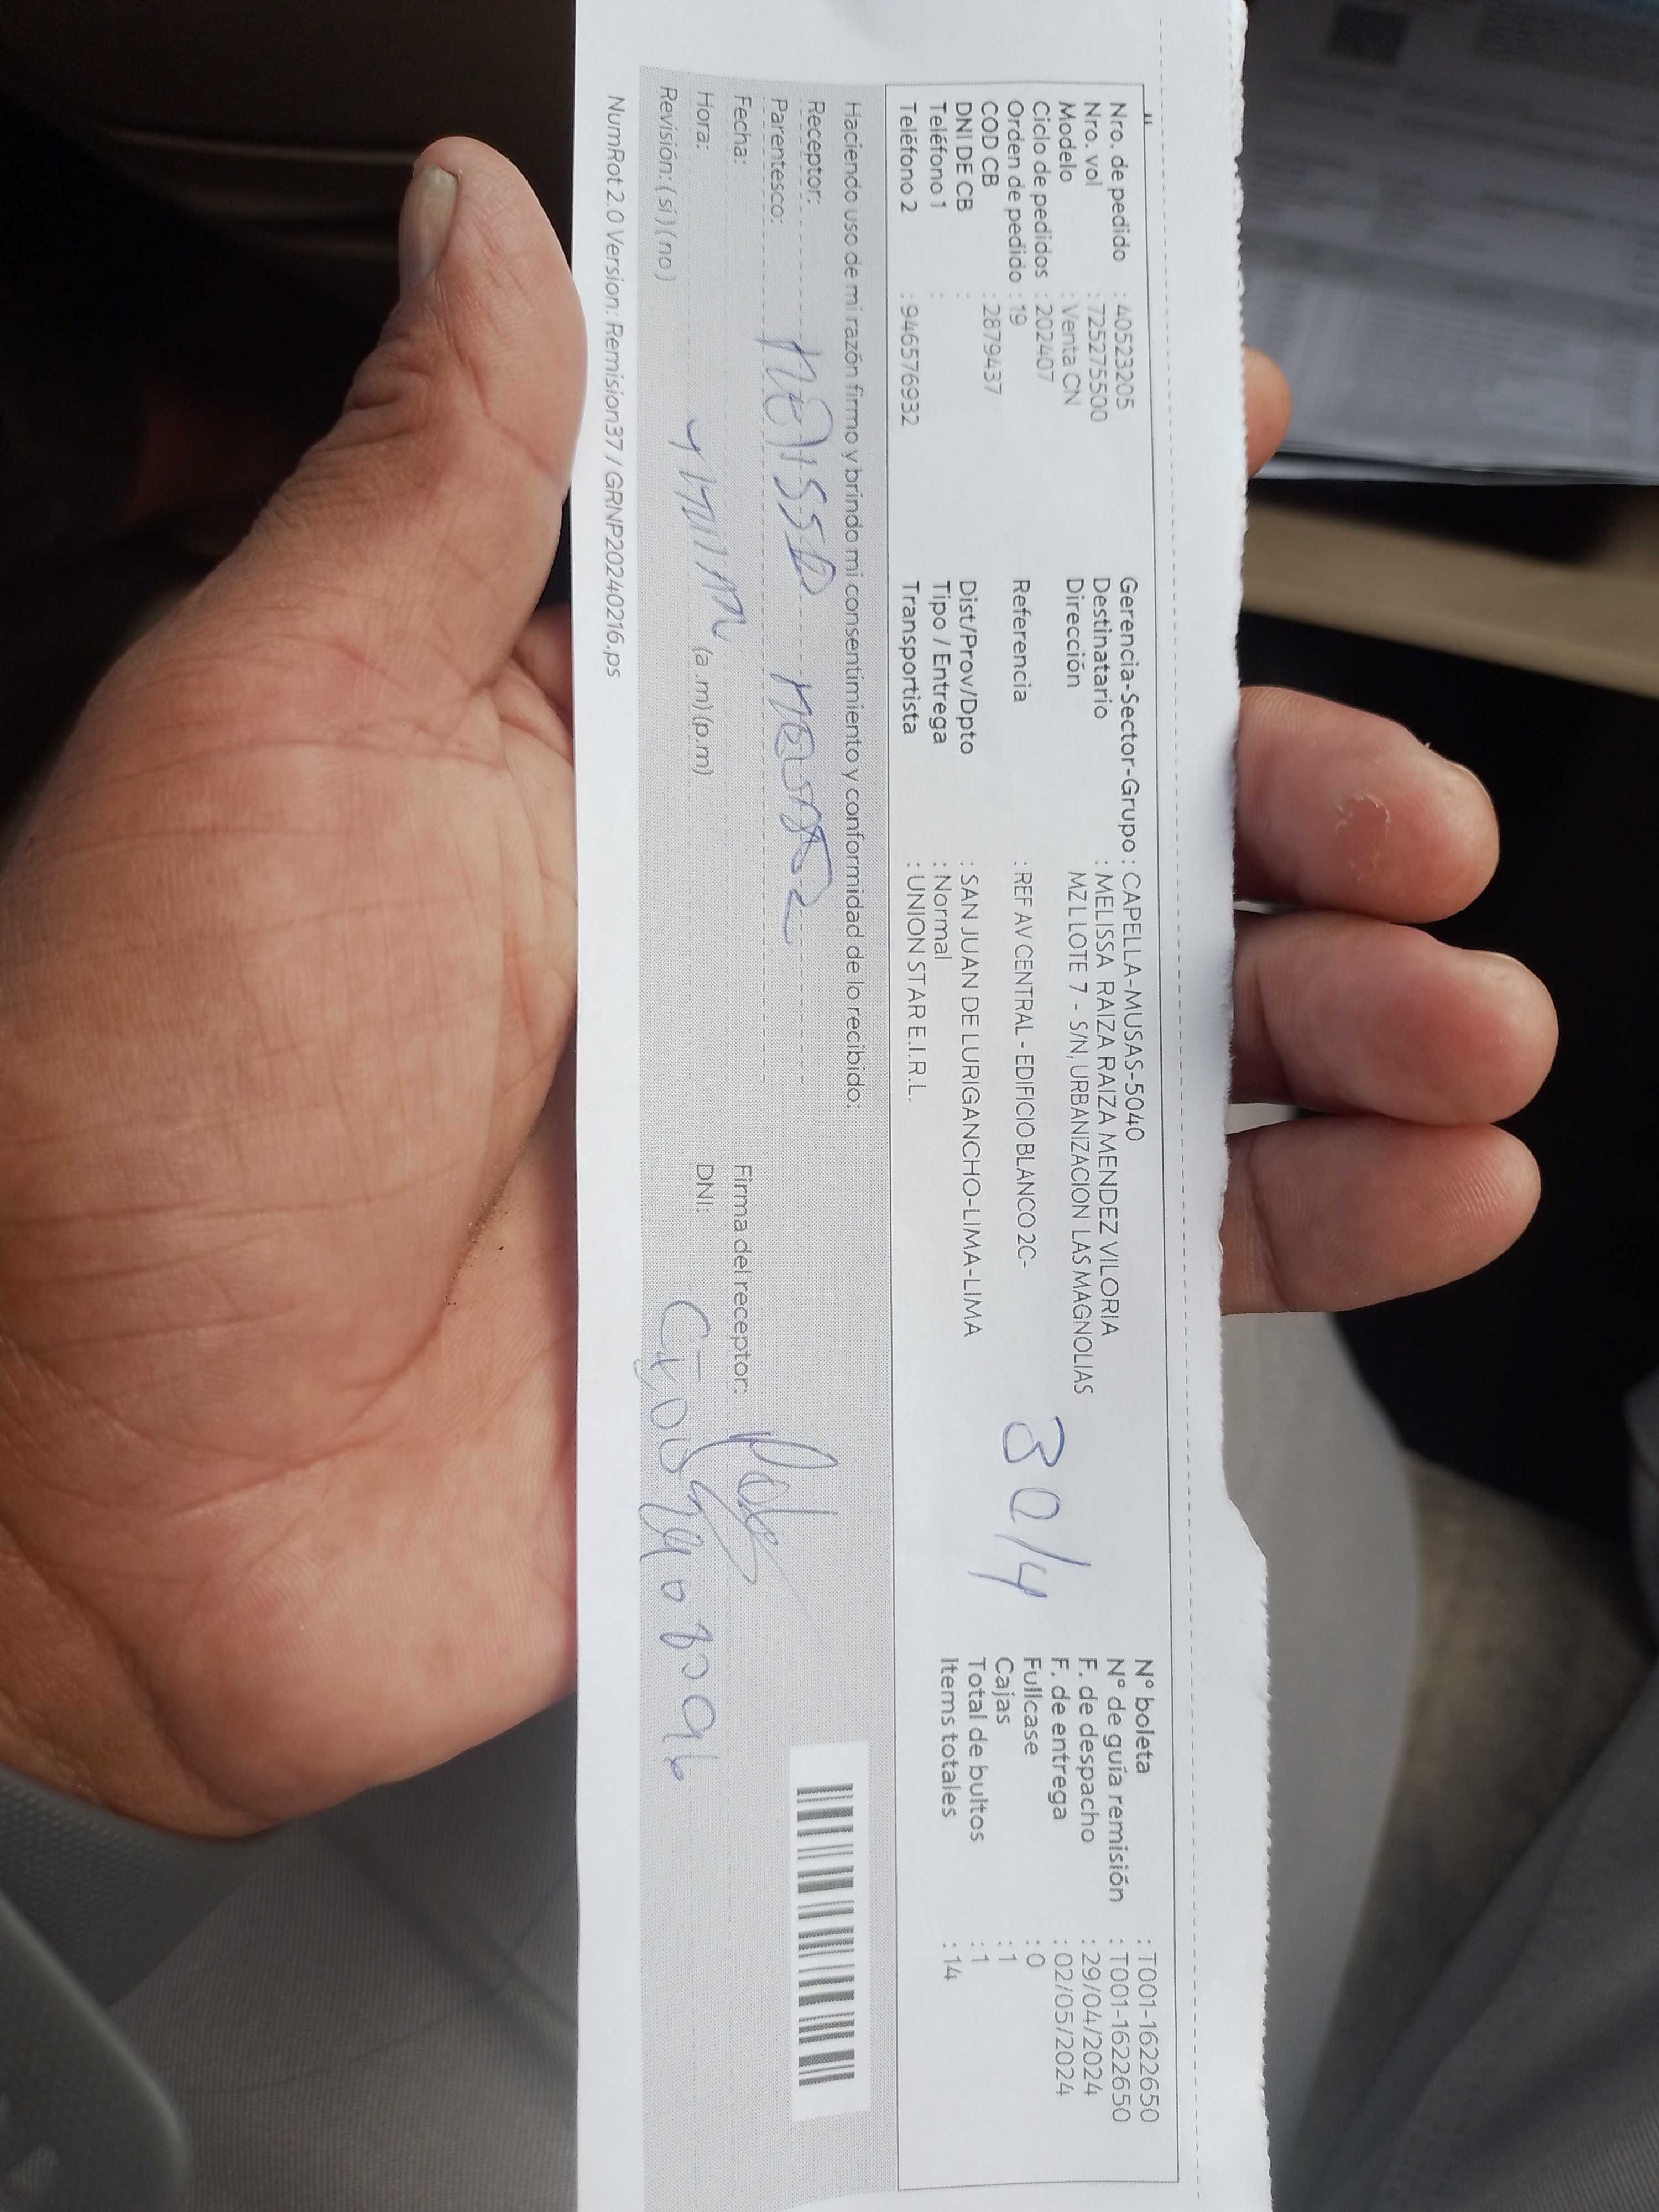 Nro. de pedido : 40523205
Nro. vol : 725275500
Modelo : Venta CN
Ciclo de pedidos : 202407
Orden de pedido : 19
COD CB : 2879437
DNI DE CB :
Teléfono 1 :
Teléfono 2 : 946576932
Gerencia-Sector-Grupo : CAPELLA-MUSAS-5040
Destinatario : MELISSA RAIZA RAIZA MENDEZ VILORIA
Dirección : MZ L LOTE 7 - S/N, URBANIZACION LAS MAGNOLIAS
Referencia : REF AV CENTRAL - EDIFICIO BLANCO 2C-
Dist/Prov/Dpto : SAN JUAN DE LURIGANCHO-LIMA-LIMA
Tipo / Entrega : Normal
Transportista : UNION STAR E.I.R.L.
30/4
N° boleta : T001-1622650
N° de guía remisión : T001-1622650
F. de despacho : 29/04/2024
F. de entrega : 02/05/2024
Fullcase : 0
Cajas : 1
Total de bultos : 1
Items totales : 14
Haciendo uso de mi razón firmo y brindo mi consentimiento y conformidad de lo recibido:
Receptor:
Parentesco:
Fecha:
Hora: (a.m) (p.m)
Revisión: (si) (no)
Firma del receptor:
DNI:
NumRot 2.0 Version: Remision37 / GRNP20240216.ps